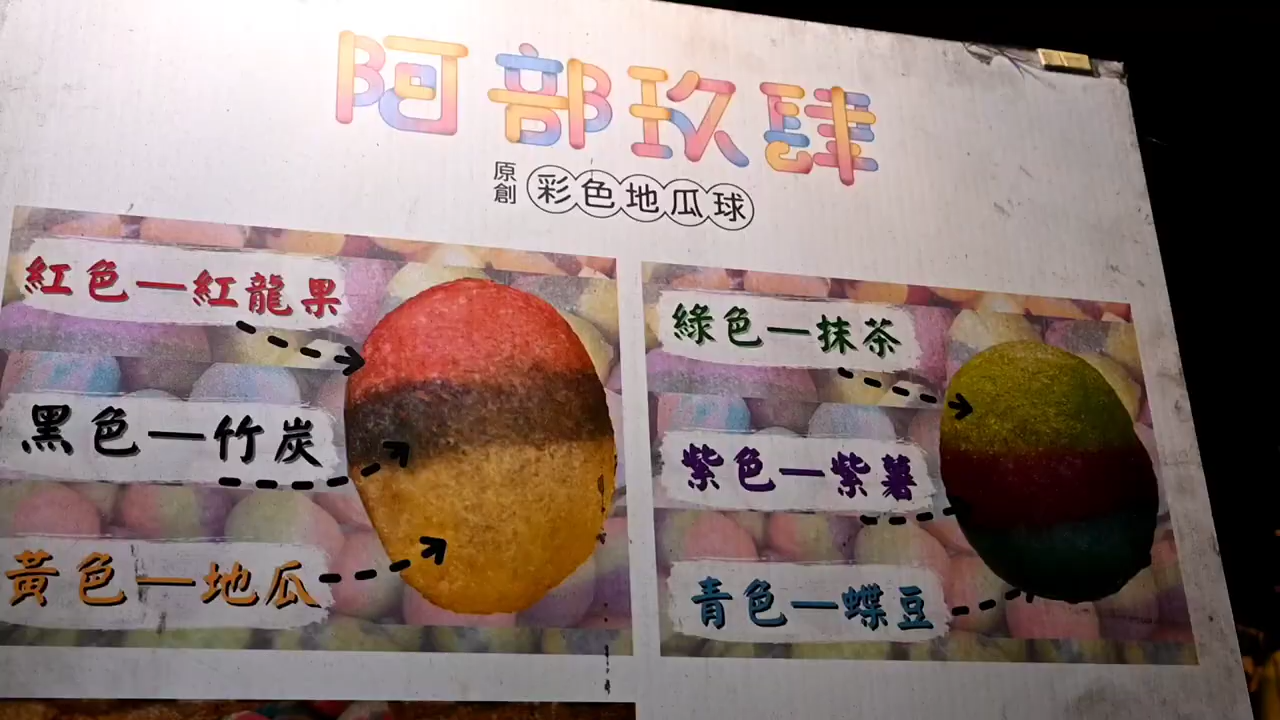 阿部玖肆
原創 彩色地瓜球
紅色—紅龍果
黑色—竹炭
黃色—地瓜
綠色—抹茶
紫色—紫薯
青色—蝶豆